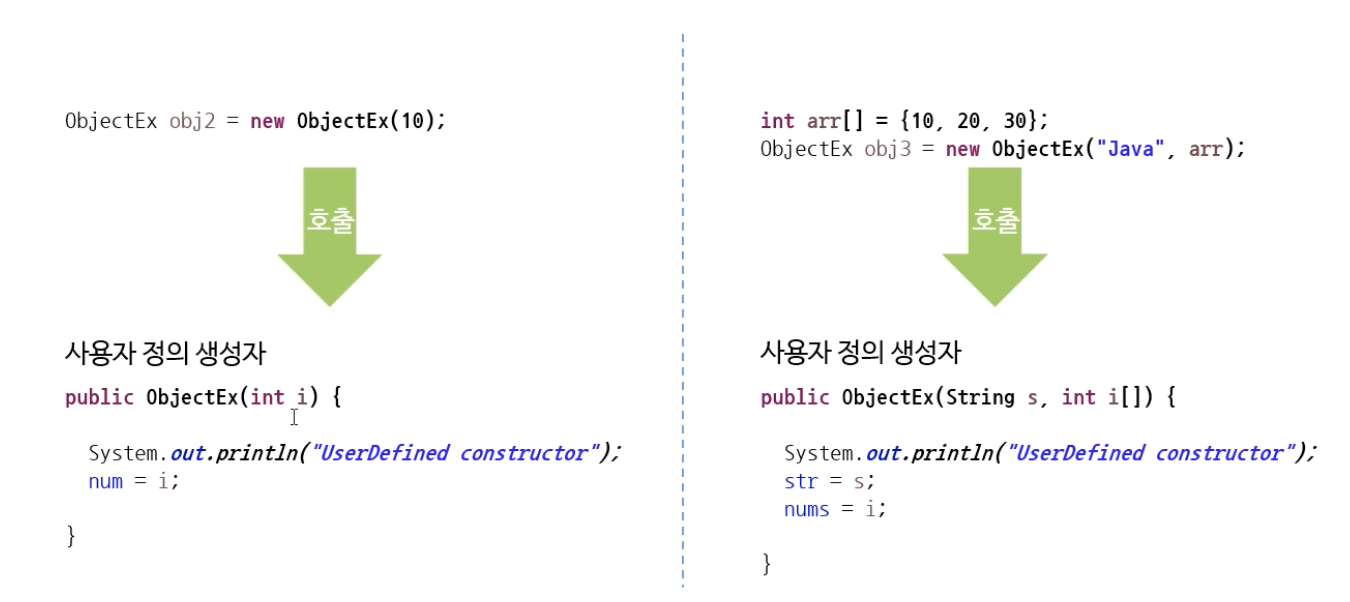 ObjectEx obj2 = new ObjectEx(10);
호출
사용자 정의 생성자
public ObjectEx(int i) {
System.out.println("UserDefined constructor");
num = i;
}
int arr[] = {10, 20, 30};
ObjectEx obj3 = new ObjectEx("Java", arr);
호출
사용자 정의 생성자
public ObjectEx(String s, int i[]) {
System.out.println("UserDefined constructor");
str = s;
nums = i;
}